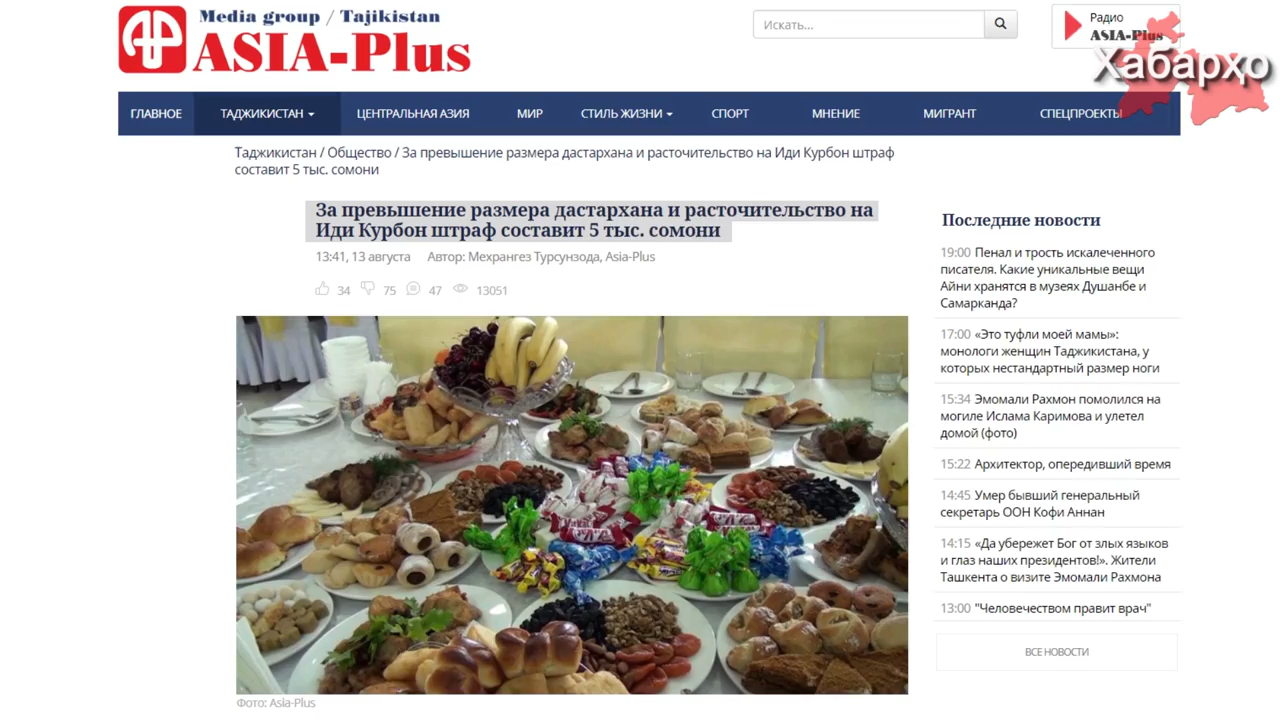 Media group / Tajikistan
ASIA-Plus
Искать...
Радио
ASIA-Plus
Хабарҳо
ГЛАВНОЕ
ТАДЖИКИСТАН
ЦЕНТРАЛЬНАЯ АЗИЯ
МИР
СТИЛЬ ЖИЗНИ
СПОРТ
МНЕНИЕ
МИГРАНТ
СПЕЦПРОЕКТЫ
Таджикистан / Общество / За превышение размера дастархана и расточительство на Иди Курбон штраф
составит 5 тыс. сомони
За превышение размера дастархана и расточительство на
Иди Курбон штраф составит 5 тыс. сомони
13:41, 13 августа Автор: Мехрангез Турсунзода, Asia-Plus
34 75 47 13051
Фото: Asia-Plus
Последние новости
19:00 Пенал и трость искалеченного
писателя. Какие уникальные вещи
Айни хранятся в музеях Душанбе и
Самарканда?
17:00 «Это туфли моей мамы»:
монологи женщин Таджикистана, у
которых нестандартный размер ноги
15:34 Эмомали Рахмон помолился на
могиле Ислама Каримова и улетел
домой (фото)
15:22 Архитектор, опередивший время
14:45 Умер бывший генеральный
секретарь ООН Кофи Аннан
14:15 «Да убережет Бог от злых языков
и глаз наших президентов!». Жители
Ташкента о визите Эмомали Рахмона
13:00 "Человечеством правит врач"
ВСЕ НОВОСТИ